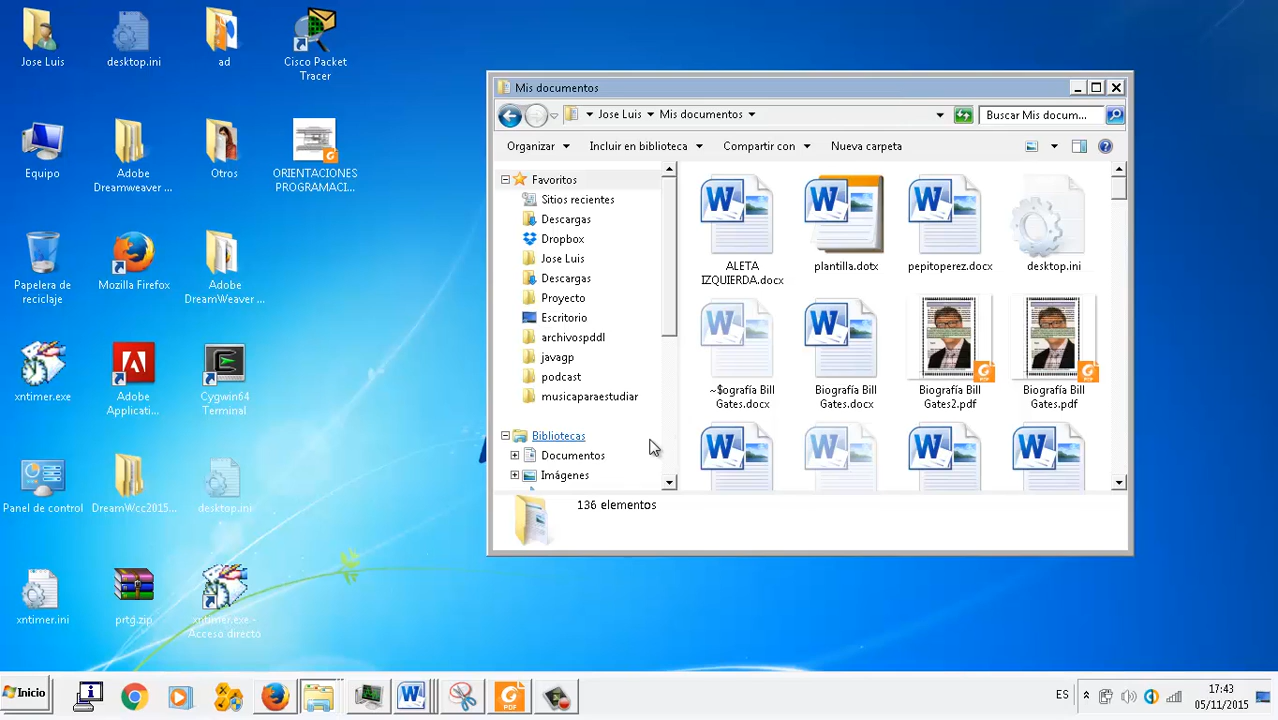 Jose Luis
desktop.ini
ad
Cisco Packet
Tracer
Equipo
Adobe
Dreamweaver ...
Otros
ORIENTACIONES
PROGRAMACI...
Papelera de
reciclaje
Mozilla Firefox
Adobe
DreamWeaver ...
xntimer.exe
Adobe
Applicati...
Cygwin64
Terminal
Panel de control
DreamWcc2015...
desktop.ini
xntimer.ini
prtg.zip
xntimer.exe -
Acceso directo
Mis documentos
Jose Luis
Mis documentos
Buscar Mis docum...
Organizar
Incluir en biblioteca
Compartir con
Nueva carpeta
Favoritos
Sitios recientes
Descargas
Dropbox
Jose Luis
Descargas
Proyecto
Escritorio
archivospddl
javagp
podcast
musicaparaestudiar
Bibliotecas
Documentos
Imágenes
ALETA
IZQUIERDA.docx
plantilla.dotx
pepitoperez.docx
desktop.ini
~$ografía Bill
Gates.docx
Biografía Bill
Gates.docx
Biografía Bill
Gates2.pdf
Biografía Bill
Gates.pdf
136 elementos
Inicio
PDF
ES
17:43
05/11/2015